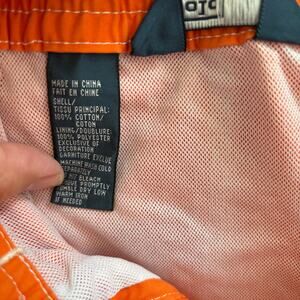 MADE IN CHINA
FAIT EN CHINE
SHELL/
TISSU PRINCIPAL:
100% COTTON/
COTON
LINING/DOUBLURE:
100% POLYESTER
EXCLUSIVE OF
DECORATION
GARNITURE EXCLUE
MACHINE WASH COLD
SEPARATELY
NOT BLEACH
PROMPTLY
TUMBLE DRY LOW
WARM IRON
IF NEEDED